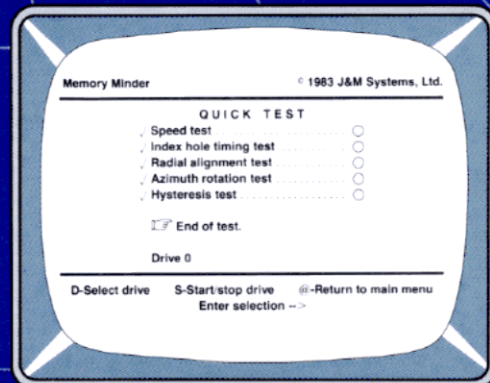 Memory Minder © 1983 J&M Systems, Ltd.
QUICK TEST
√ Speed test . . . . . . . . . . . . . . . . . . ○
√ Index hole timing test . . . . . . . . ○
√ Radial alignment test . . . . . . . . . ○
√ Azimuth rotation test . . . . . . . . . ○
√ Hysteresis test . . . . . . . . . . . . . . ○
☞ End of test.
Drive 0
D-Select drive S-Start/stop drive @-Return to main menu
Enter selection -->